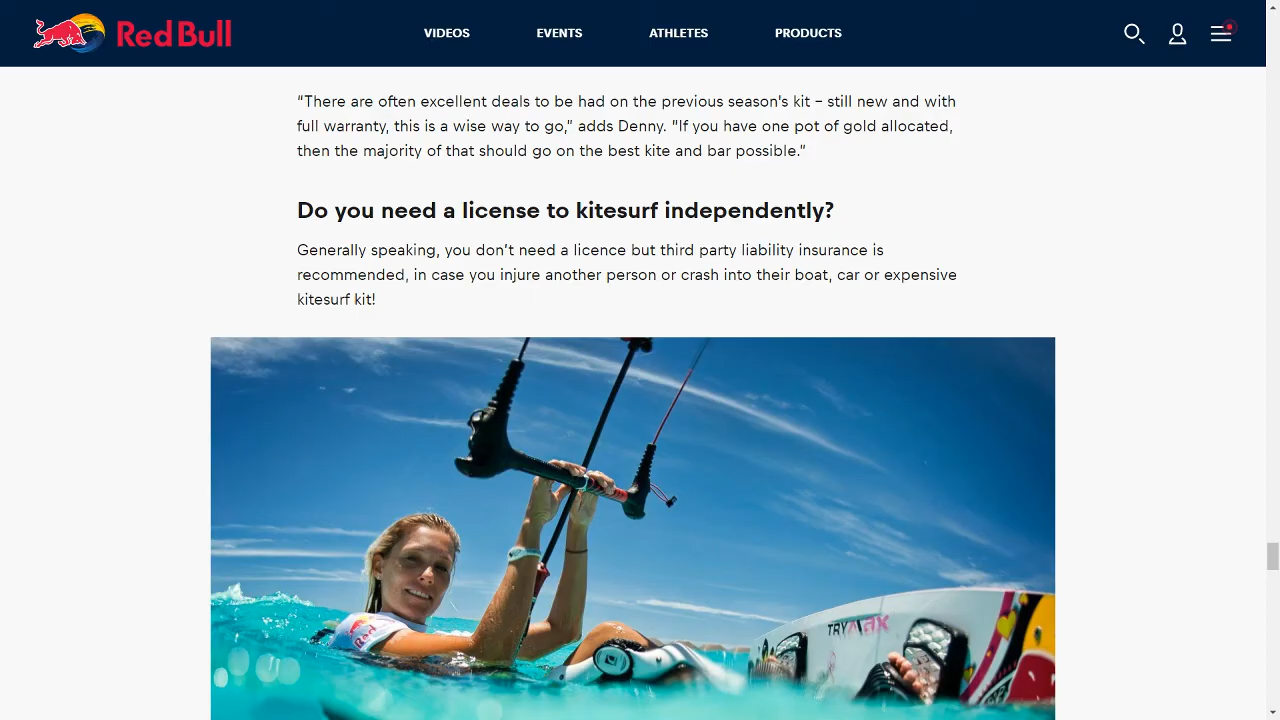 Red Bull
VIDEOS
EVENTS
ATHLETES
PRODUCTS
“There are often excellent deals to be had on the previous season’s kit – still new and with
full warranty, this is a wise way to go,” adds Denny. “If you have one pot of gold allocated,
then the majority of that should go on the best kite and bar possible.”
Do you need a license to kitesurf independently?
Generally speaking, you don’t need a licence but third party liability insurance is
recommended, in case you injure another person or crash into their boat, car or expensive
kitesurf kit!
TRYMAX
Red